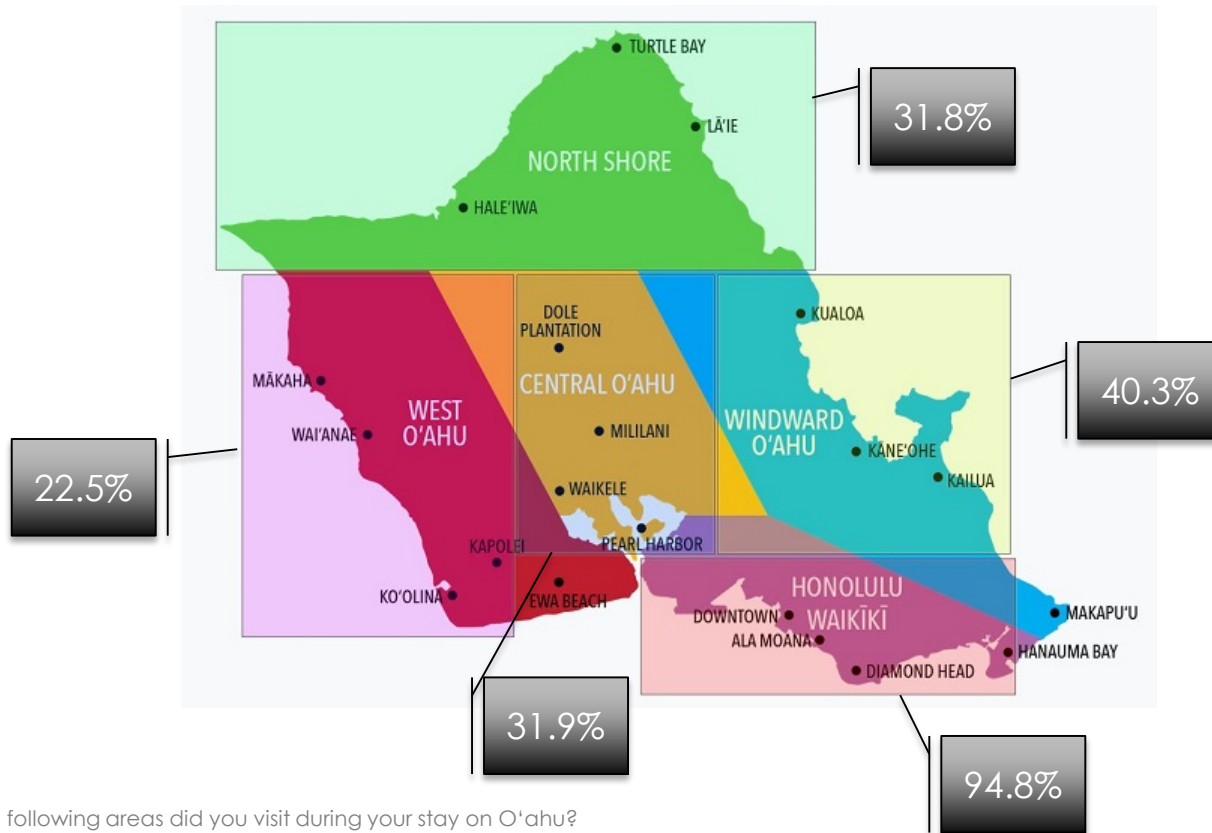 TURTLE BAY
31.8%
LĀ'IE
NORTH SHORE
HALE'IWA
DOLE
PLANTATION
KUALOA
MĀKAHA
CENTRAL O'AHU
40.3%
WEST
O'AHU
WINDWARD
O'AHU
WAI'ANAE
MILILANI
KĀNE'OHE
22.5%
WAIKELE
KAILUA
PEARL HARBOR
KAPOLEI
KO'OLINA
EWA BEACH
HONOLULU
WAIKĪKĪ
DOWNTOWN
MAKAPU'U
ALA MOANA
HANAUMA BAY
DIAMOND HEAD
31.9%
94.8%
following areas did you visit during your stay on O‘ahu?